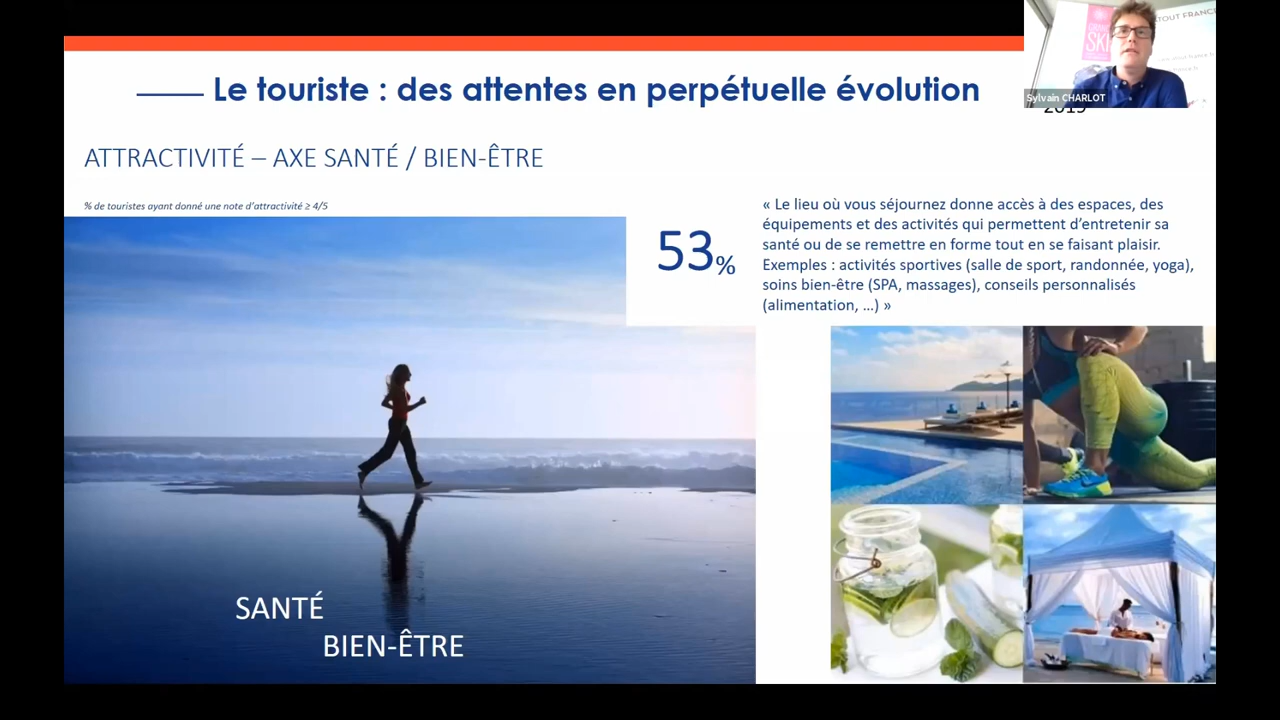 Le touriste : des attentes en perpétuelle évolution
Sylvain CHARLOT
2019
ATTRACTIVITÉ – AXE SANTÉ / BIEN-ÊTRE
% de touristes ayant donné une note d'attractivité ≥ 4/5
53%
« Le lieu où vous séjournez donne accès à des espaces, des
équipements et des activités qui permettent d'entretenir sa
santé ou de se remettre en forme tout en se faisant plaisir.
Exemples : activités sportives (salle de sport, randonnée, yoga),
soins bien-être (SPA, massages), conseils personnalisés
(alimentation, ...) »
SANTÉ
BIEN-ÊTRE